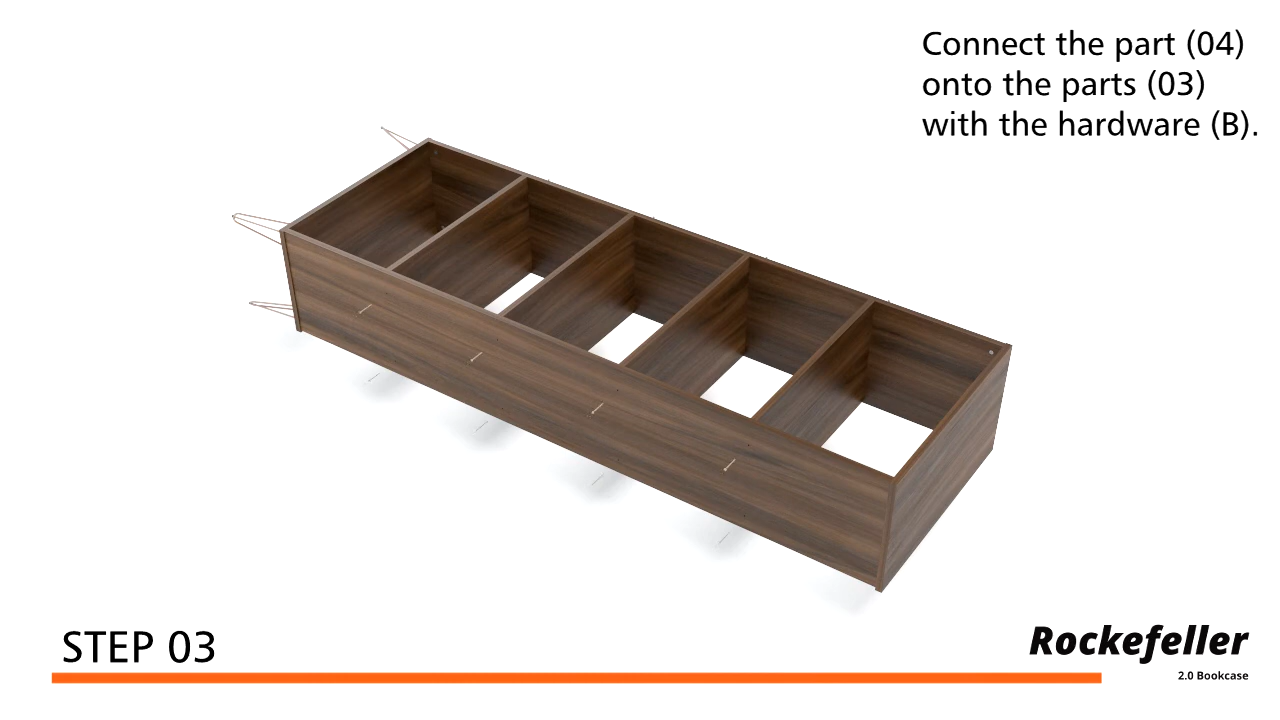 Connect the part (04)
onto the parts (03)
with the hardware (B).
STEP 03
Rockefeller
2.0 Bookcase